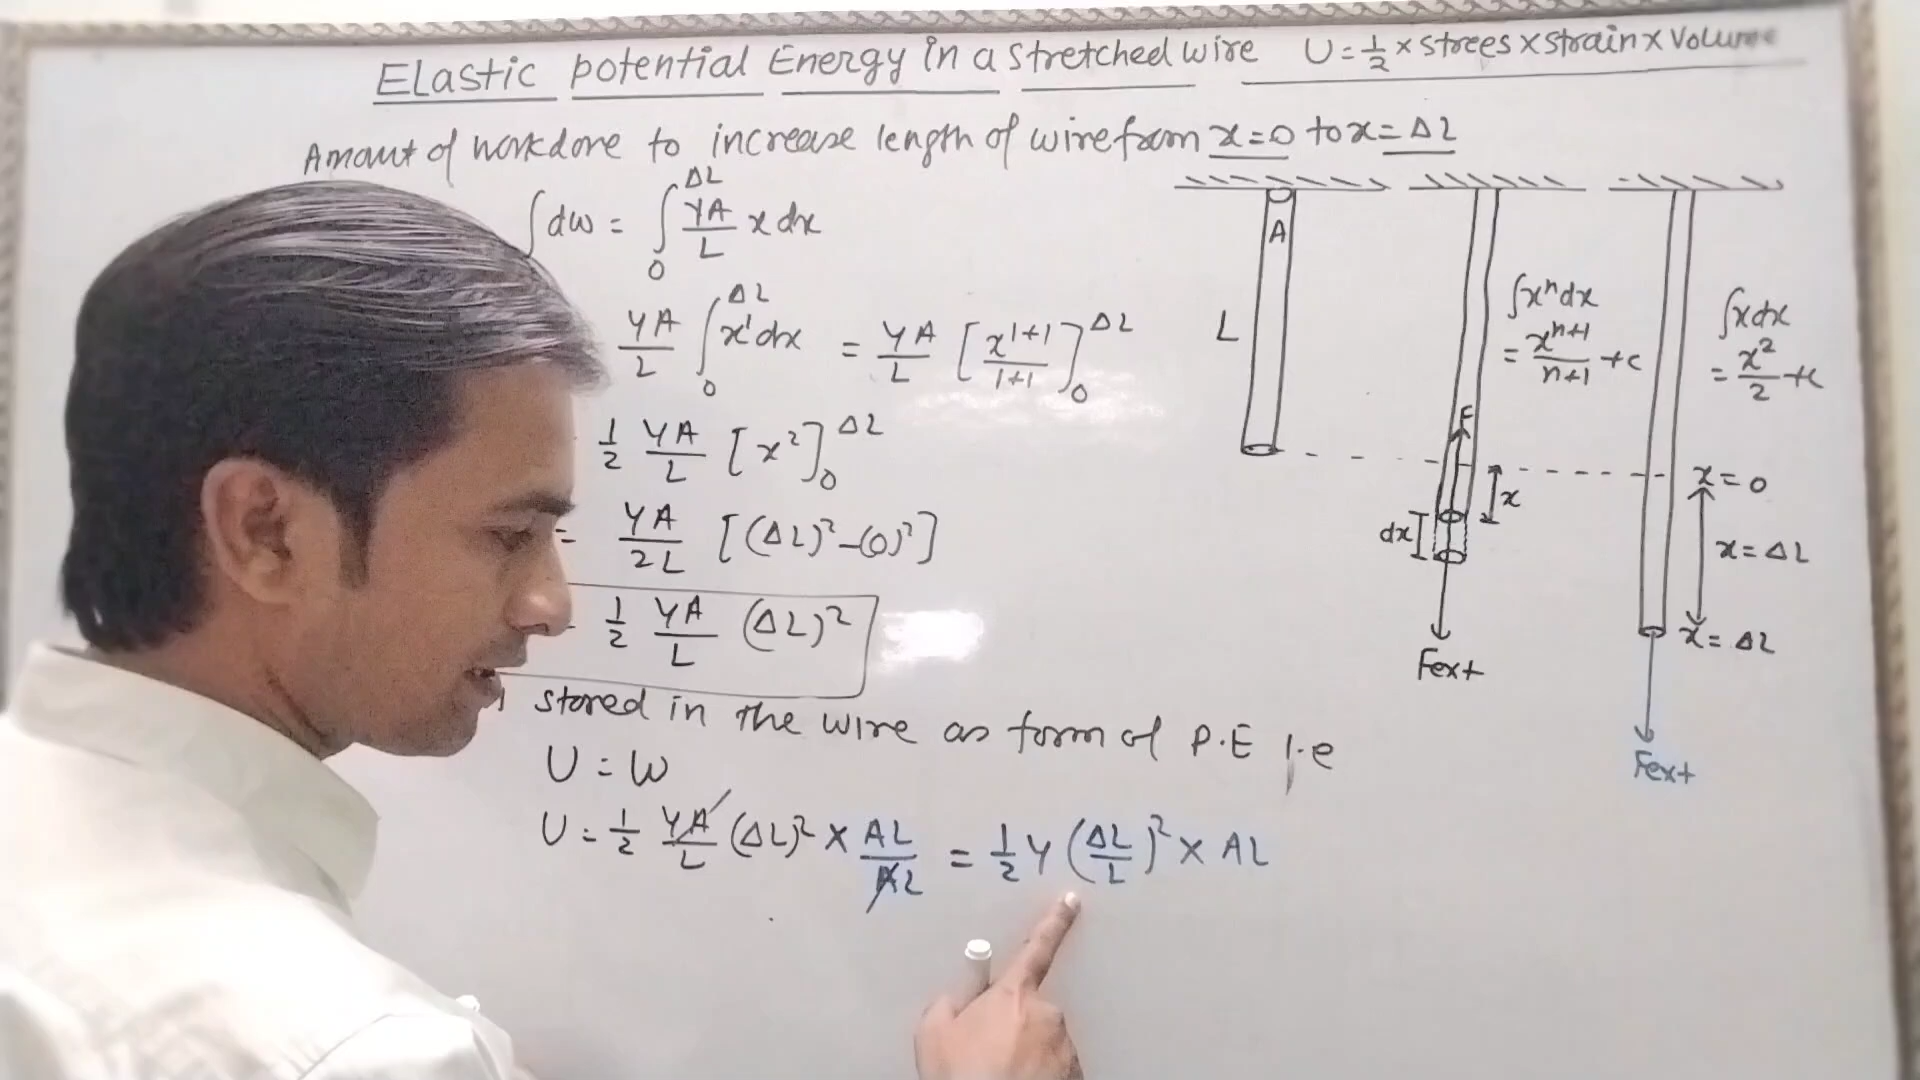 Elastic potential Energy in a stretched wire U = 1/2 × strees × strain × Volume
Amount of workdone to increase length of wire from x=0 to x=ΔL
∫dw = ∫₀^ΔL YA/L x dx
YA/L ∫₀^ΔL x¹dx = YA/L [x^(1+1)/(1+1)]₀^ΔL
1/2 YA/L [x²]₀^ΔL
= YA/2L [(ΔL)²-(0)²]
1/2 YA/L (ΔL)²
stored in the wire as form of P.E i.e
U = W
U = 1/2 YA/L (ΔL)² × AL/AL = 1/2 Y (ΔL/L)² × AL
A
L
F
x
dx
Fext
∫xⁿdx
= x^(n+1)/(n+1) + c
∫xdx
= x²/2 + c
x = 0
x = ΔL
x = ΔL
Fext